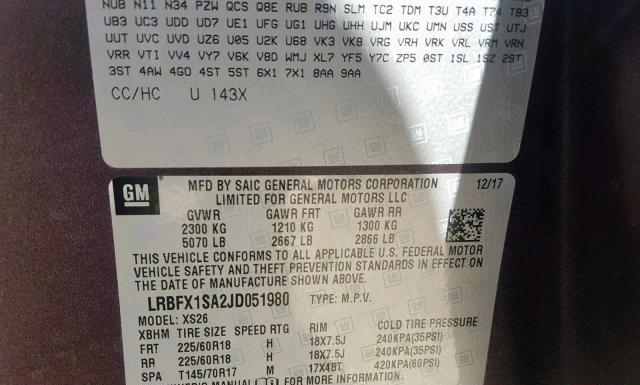 NUB N11 N34 PZW QCS Q8E RUB R9N SLM TC2 TDM T3U T4A T74 T83
UB3 UC3 UDD UD7 UE1 UFG UG1 UHG UHH UJM UKC UMN USS UST UTJ
UUT UVC UVD UZ6 U05 U2K U68 VK3 VK8 VRG VRH VRK VRL VRM VRN
VRR VTI VV4 VY7 V6K V8D WMJ XL7 YF5 Y7C ZP5 0ST 1SL 1SZ 2ST
3ST 4AW 4GO 4ST 5ST 6X1 7X1 8AA 9AA
CC/HC U 143X
GM MFD BY SAIC GENERAL MOTORS CORPORATION 12/17
LIMITED FOR GENERAL MOTORS LLC
GVWR GAWR FRT GAWR RR
2300 KG 1210 KG 1300 KG
5070 LB 2667 LB 2866 LB
THIS VEHICLE CONFORMS TO ALL APPLICABLE U.S. FEDERAL MOTOR
VEHICLE SAFETY AND THEFT PREVENTION STANDARDS IN EFFECT ON
THE DATE OF MANUFACTURE SHOWN ABOVE.
LRBFX1SA2JD051980 TYPE: M.P.V.
MODEL: XS26
XBHM TIRE SIZE SPEED RTG RIM COLD TIRE PRESSURE
FRT 225/60R18 H 18X7.5J 240KPA(35PSI)
RR 225/60R18 H 18X7.5J 240KPA(35PSI)
SPA T145/70R17 M 17X4BT 420KPA(60PSI)
MANUAL FOR MORE INFORMATION